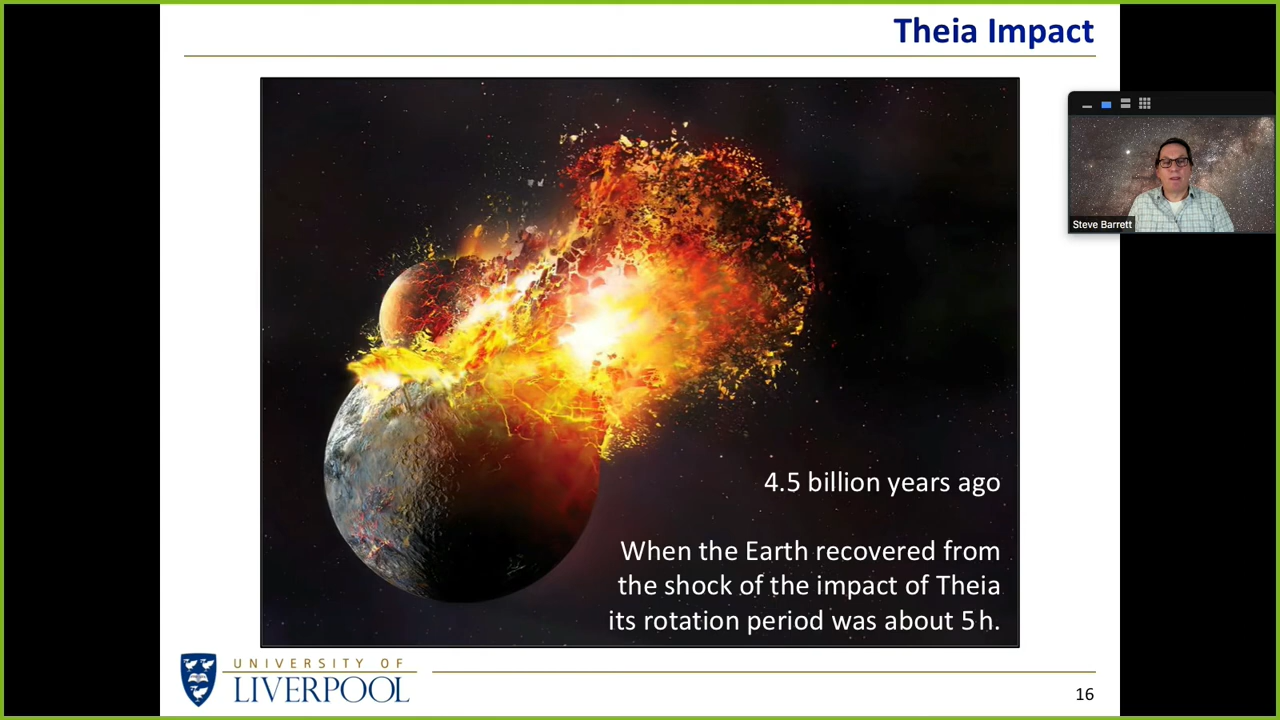 Theia Impact
Steve Barrett
4.5 billion years ago
When the Earth recovered from
the shock of the impact of Theia
its rotation period was about 5 h.
UNIVERSITY OF
LIVERPOOL
16